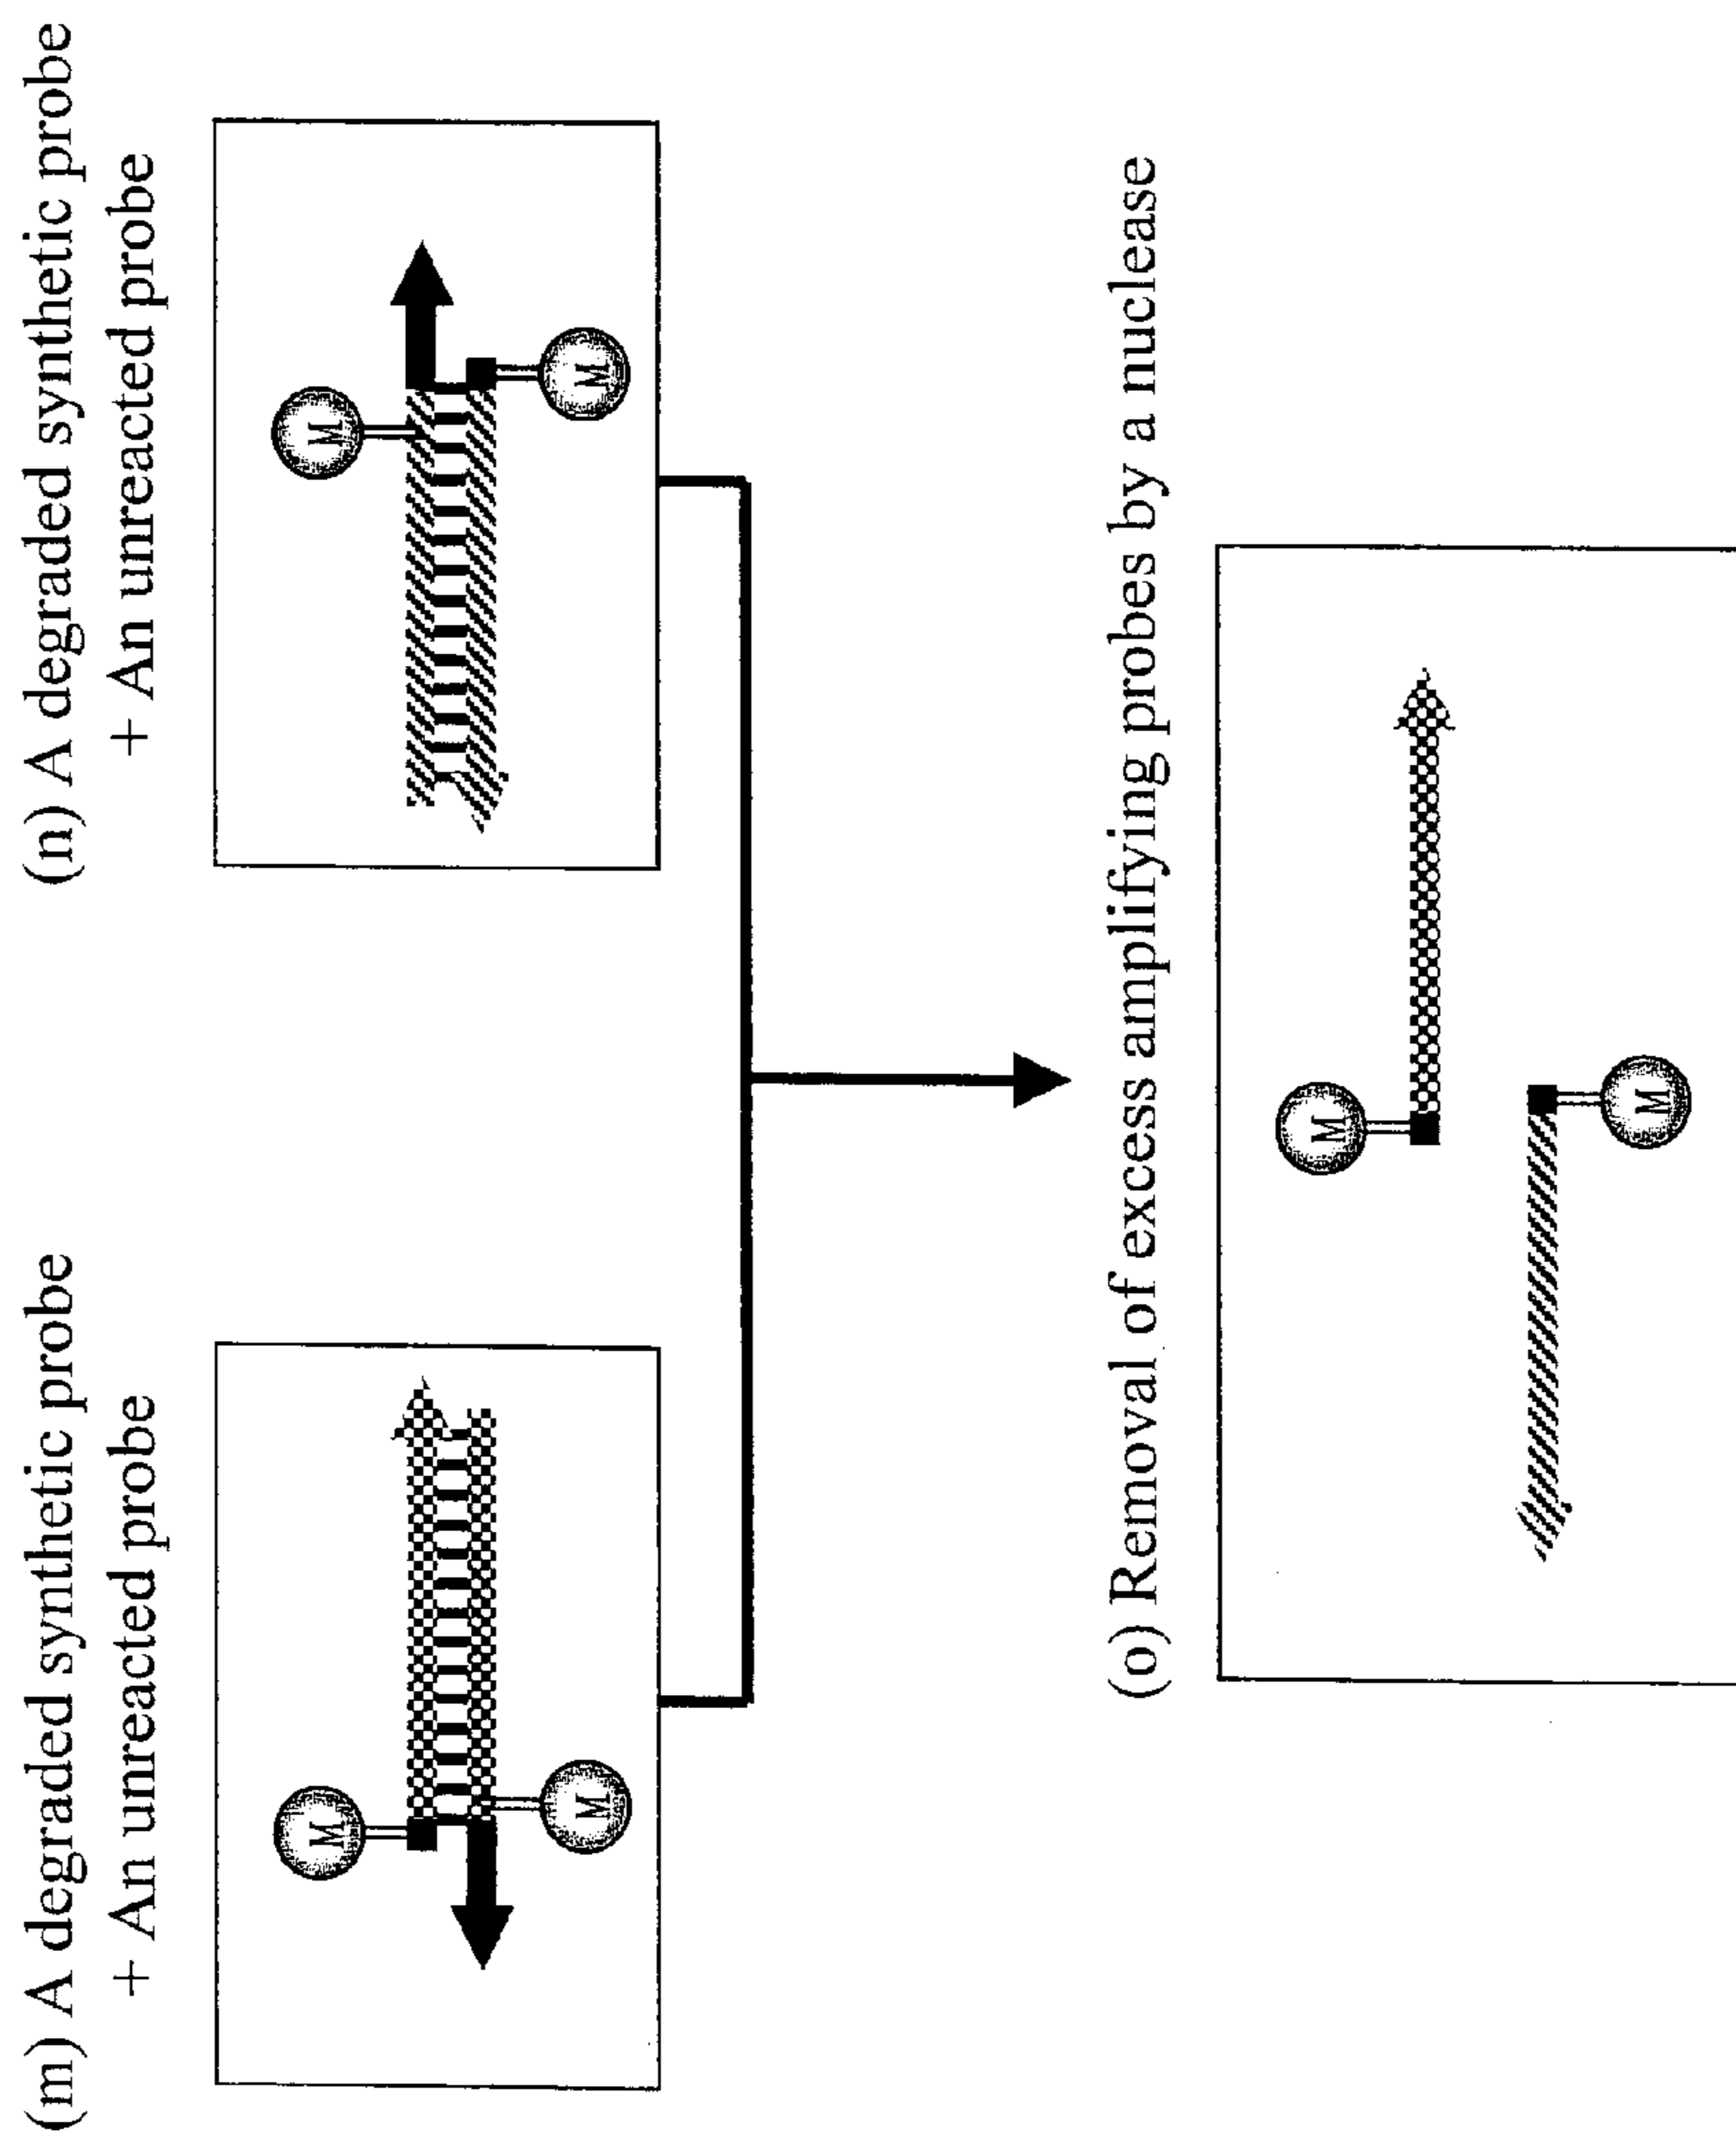 (m) A degraded synthetic probe
+ An unreacted probe
M
M
(n) A degraded synthetic probe
+ An unreacted probe
M
M
(o) Removal of excess amplifying probes by a nuclease
M
M